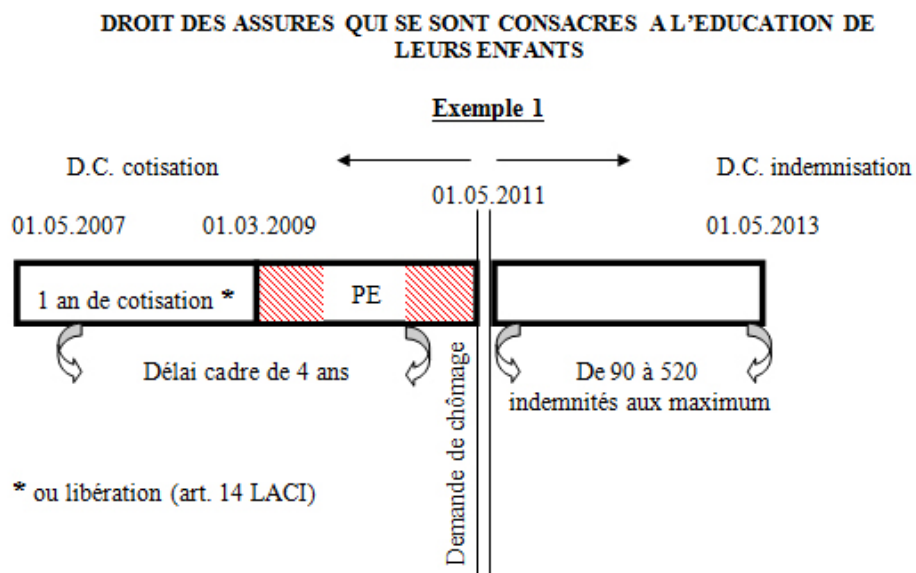 DROIT DES ASSURES QUI SE SONT CONSACRES A L'EDUCATION DE
LEURS ENFANTS
Exemple 1
D.C. cotisation
D.C. indemnisation
01.05.2011
01.05.2007
01.03.2009
01.05.2013
1 an de cotisation *
PE
Délai cadre de 4 ans
De 90 à 520
indemnités aux maximum
Demande de chômage
* ou libération (art. 14 LACI)